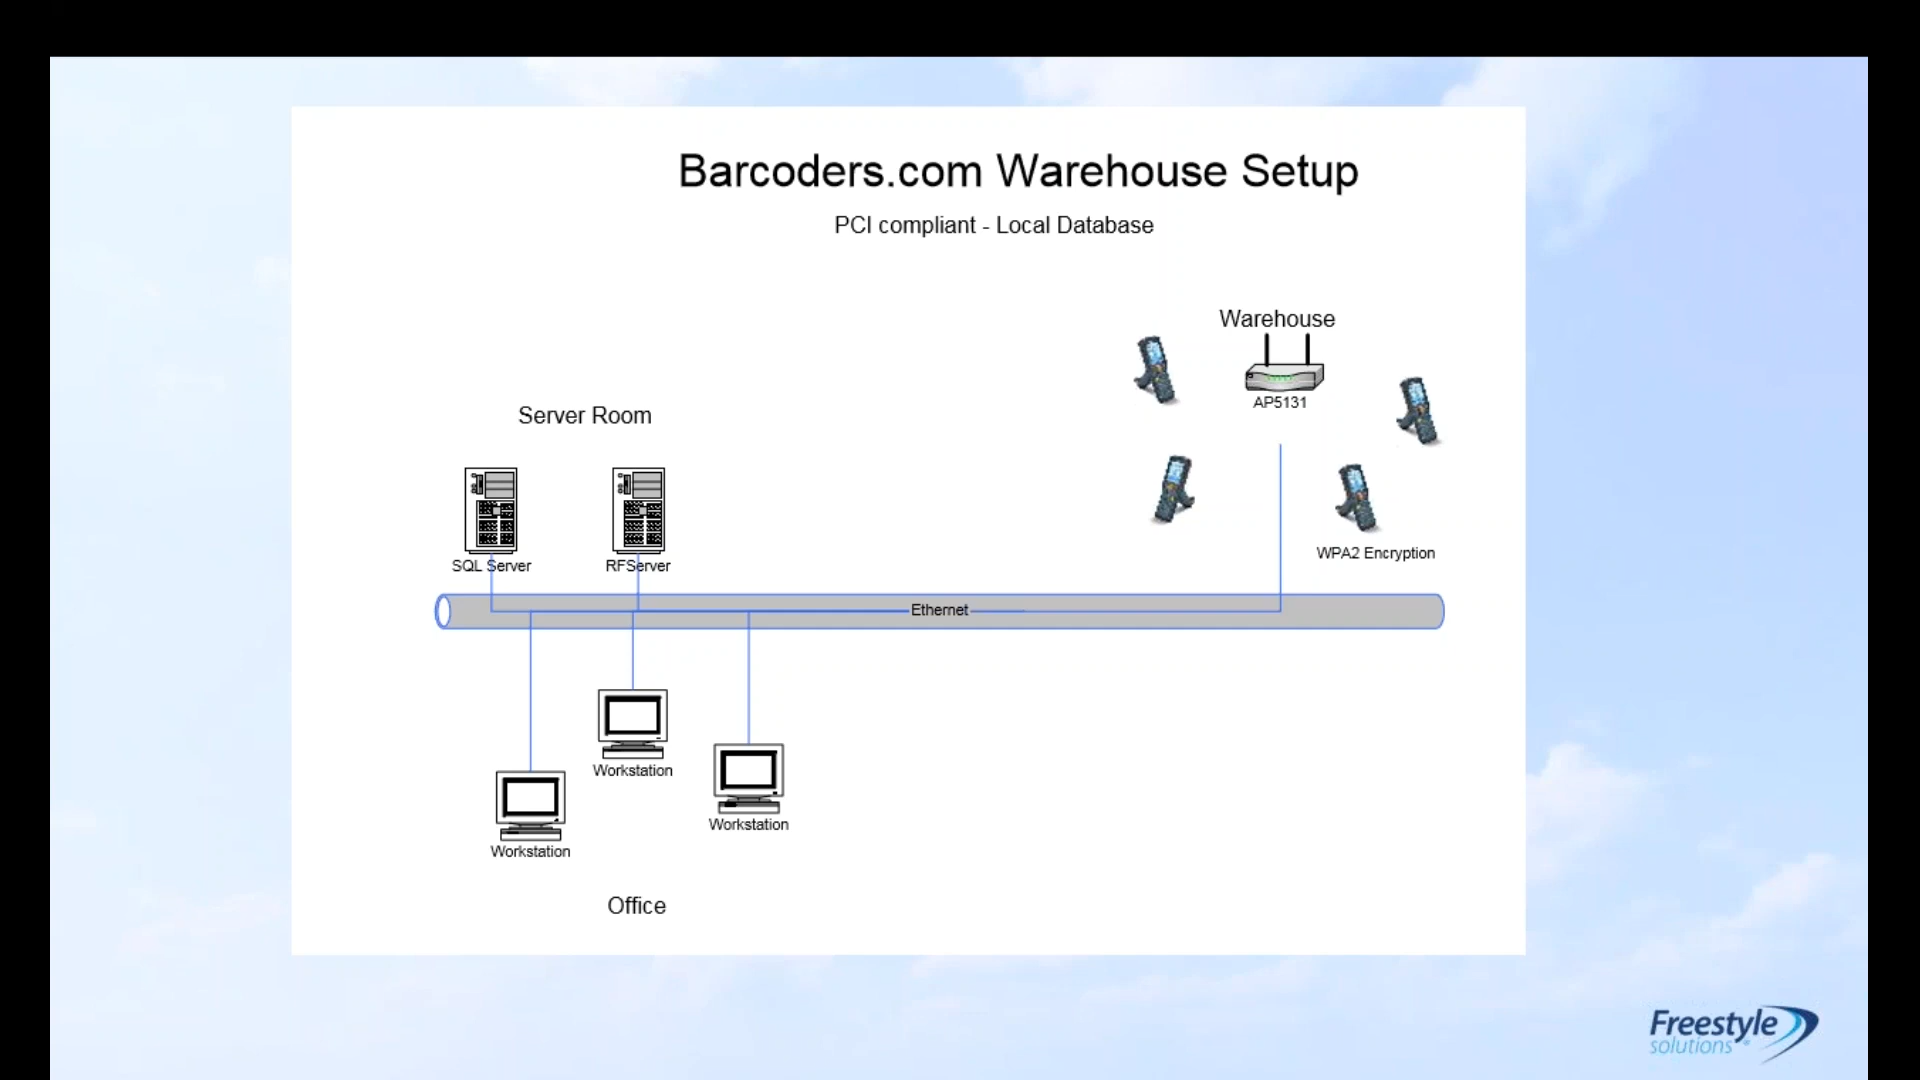 Barcoders.com Warehouse Setup
PCI compliant - Local Database
Warehouse
AP5131
Server Room
WPA2 Encryption
SQL Server
RFServer
Ethernet
Workstation
Workstation
Workstation
Office
Freestyle
solutions